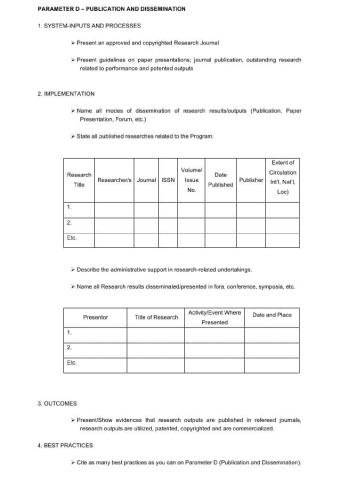 PARAMETER D – PUBLICATION AND DISSEMINATION
1. SYSTEM-INPUTS AND PROCESSES
➢ Present an approved and copyrighted Research Journal
➢ Present guidelines on paper presentations; journal publication, outstanding research
related to performance and patented outputs
2. IMPLEMENTATION
➢ Name all modes of dissemination of research results/outputs (Publication, Paper
Presentation, Forum, etc.)
➢ State all published researches related to the Program.
Research Title | Researcher/s | Journal | ISSN | Volume/ Issue No. | Date Published | Publisher | Extent of Circulation Int'l, Nat'l, Loc)
1.
2.
Etc.
➢ Describe the administrative support in research-related undertakings.
➢ Name all Research results disseminated/presented in fora, conference, symposia, etc.
Presentor | Title of Research | Activity/Event Where Presented | Date and Place
1.
2.
Etc.
3. OUTCOMES
➢ Present/Show evidences that research outputs are published in refereed journals,
research outputs are utilized, patented, copyrighted and are commercialized.
4. BEST PRACTICES
➢ Cite as many best practices as you can on Parameter D (Publication and Dissemination).